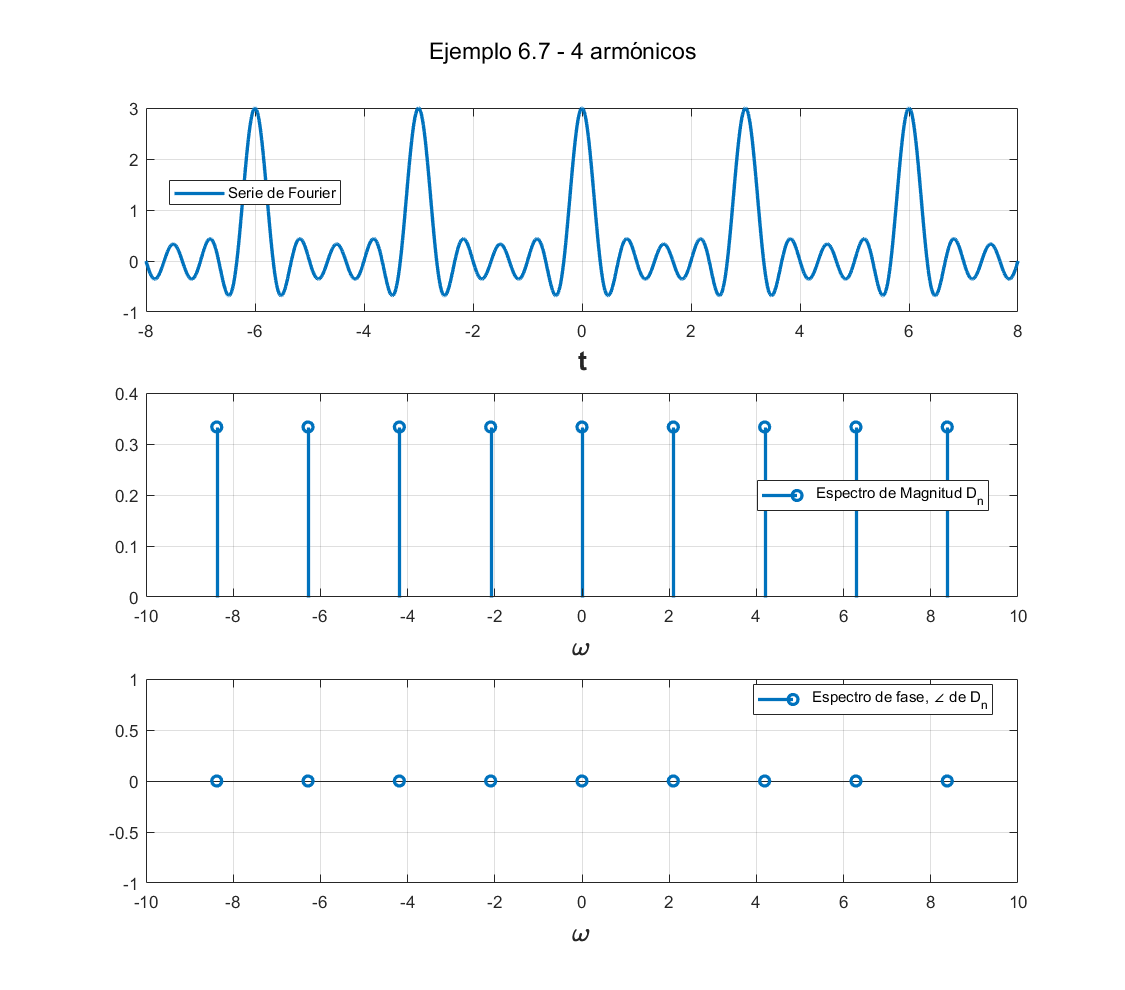 Ejemplo 6.7 - 4 armónicos
3
2
1
0
-1
Serie de Fourier
-8 -6 -4 -2 0 2 4 6 8
t
0.4
0.3
0.2
0.1
0
Espectro de Magnitud Dn
-10 -8 -6 -4 -2 0 2 4 6 8 10
ω
1
0.5
0
-0.5
-1
Espectro de fase, ∠ de Dn
-10 -8 -6 -4 -2 0 2 4 6 8 10
ω